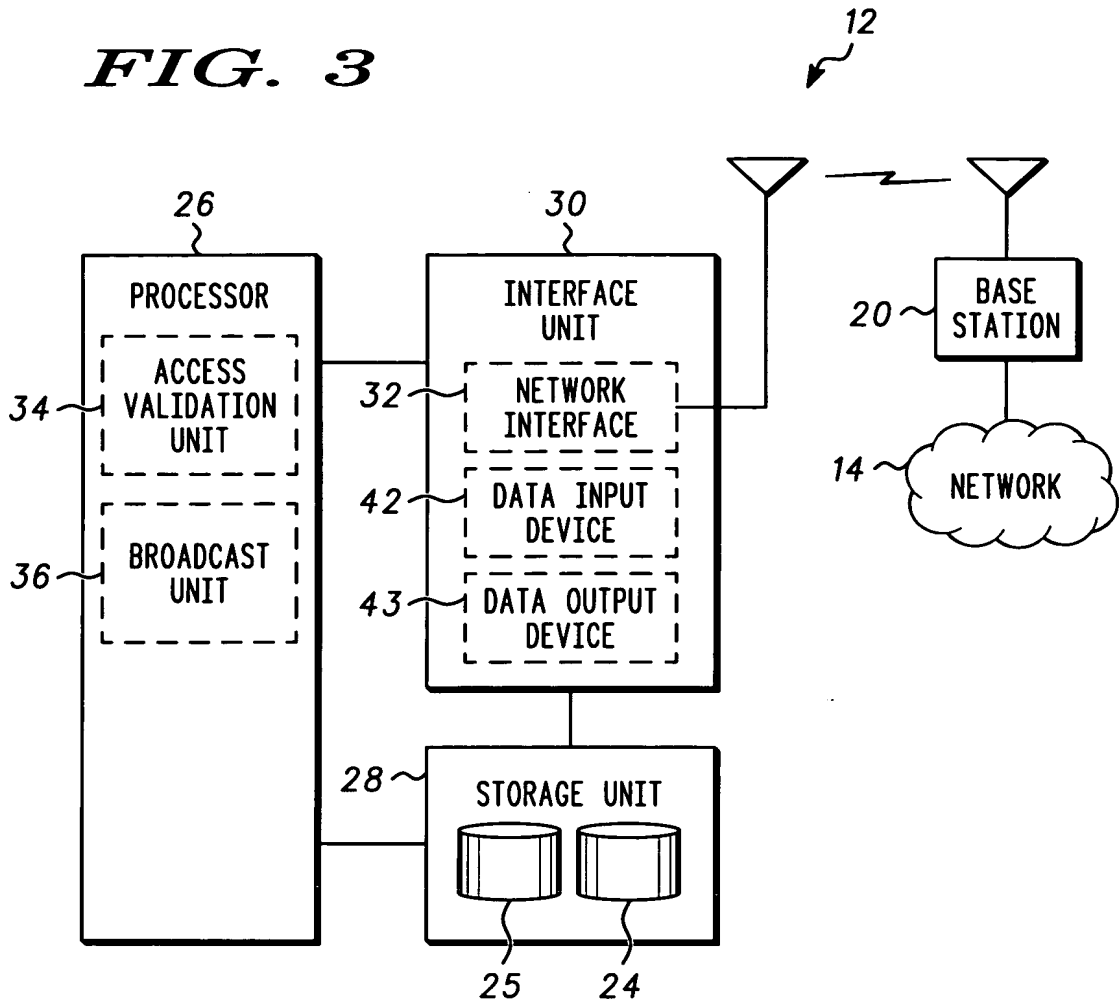 FIG. 3
12
26
PROCESSOR
34
ACCESS
VALIDATION
UNIT
36
BROADCAST
UNIT
30
INTERFACE
UNIT
32
NETWORK
INTERFACE
42
DATA INPUT
DEVICE
43
DATA OUTPUT
DEVICE
28
STORAGE UNIT
25
24
20
BASE
STATION
14
NETWORK